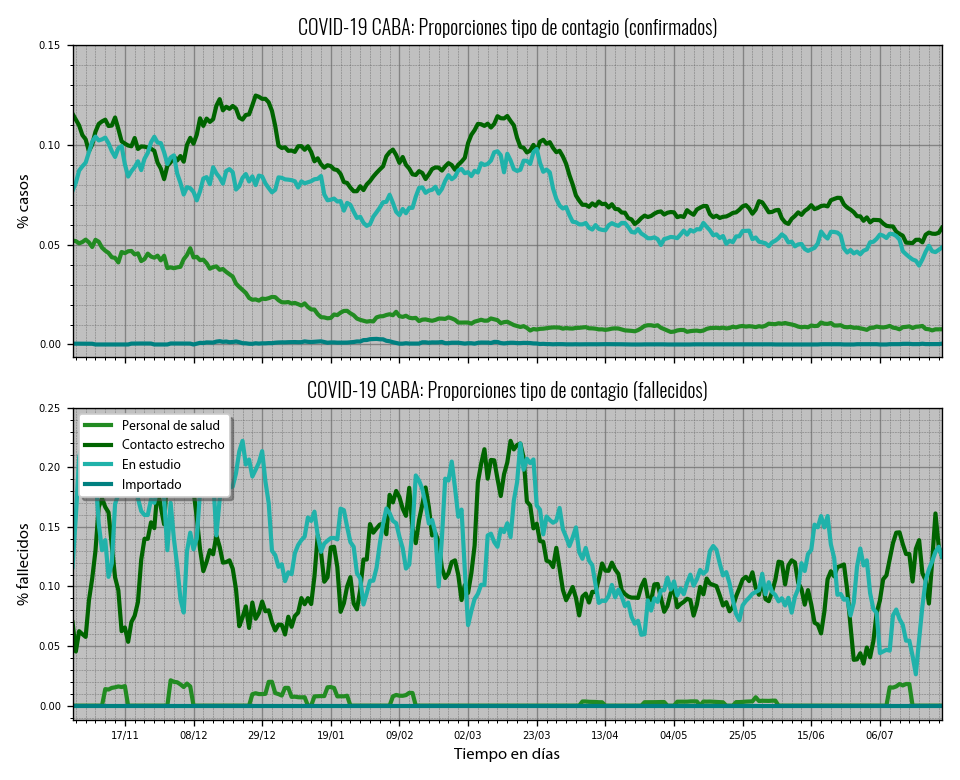 COVID-19 CABA: Proporciones tipo de contagio (confirmados)
0.15
0.10
0.05
0.00
% casos
COVID-19 CABA: Proporciones tipo de contagio (fallecidos)
0.25
0.20
0.15
0.10
0.05
0.00
% fallecidos
Personal de salud
Contacto estrecho
En estudio
Importado
17/11 08/12 29/12 19/01 09/02 02/03 23/03 13/04 04/05 25/05 15/06 06/07
Tiempo en días